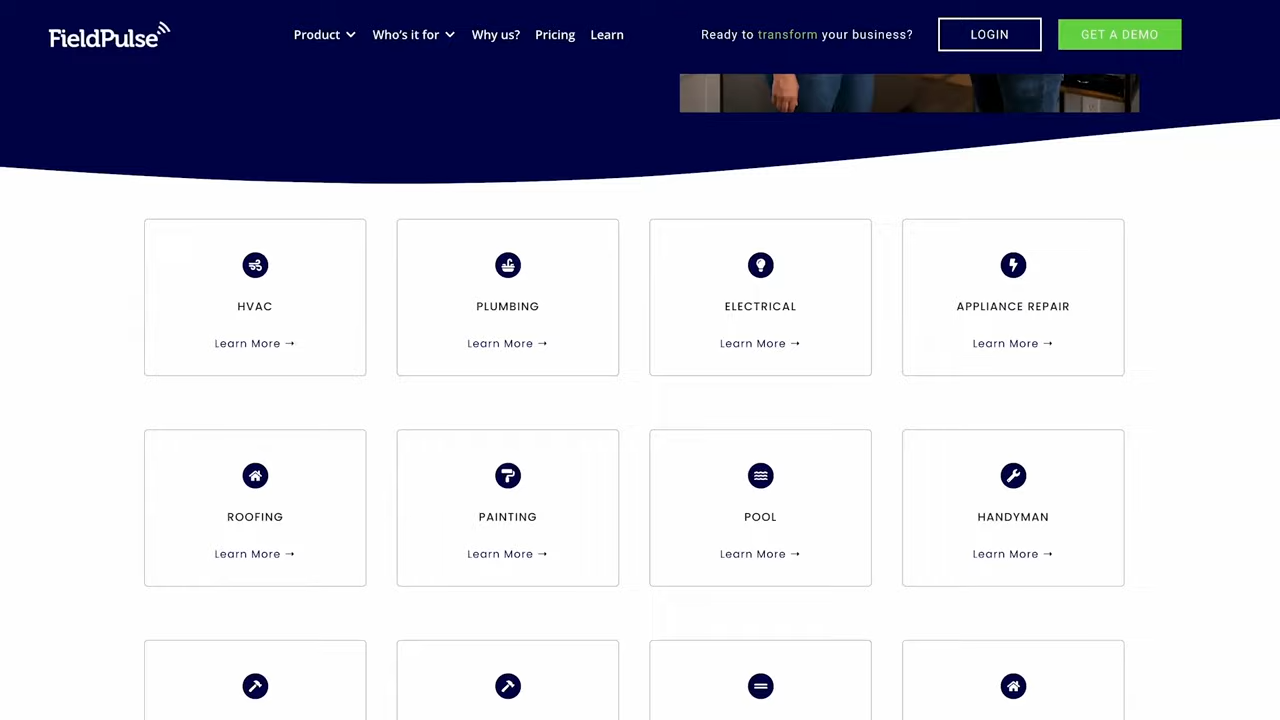 FieldPulse
Product
Who's it for
Why us?
Pricing
Learn
Ready to transform your business?
LOGIN
GET A DEMO
HVAC
Learn More →
PLUMBING
Learn More →
ELECTRICAL
Learn More →
APPLIANCE REPAIR
Learn More →
ROOFING
Learn More →
PAINTING
Learn More →
POOL
Learn More →
HANDYMAN
Learn More →